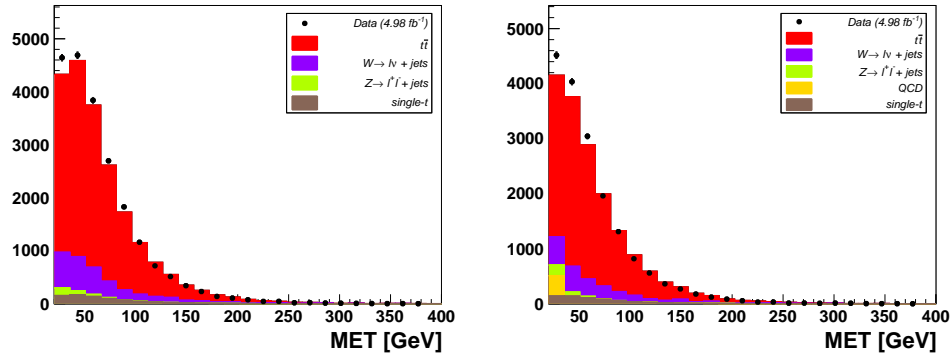 Data (4.98 fb⁻¹)
tt̄
W→ lν + jets
Z→ l⁺l⁻ + jets
single-t
5000
4000
3000
2000
1000
0
50 100 150 200 250 300 350 400
MET [GeV]
Data (4.98 fb⁻¹)
tt̄
W→ lν + jets
Z→ l⁺l⁻ + jets
QCD
single-t
5000
4000
3000
2000
1000
0
50 100 150 200 250 300 350 400
MET [GeV]